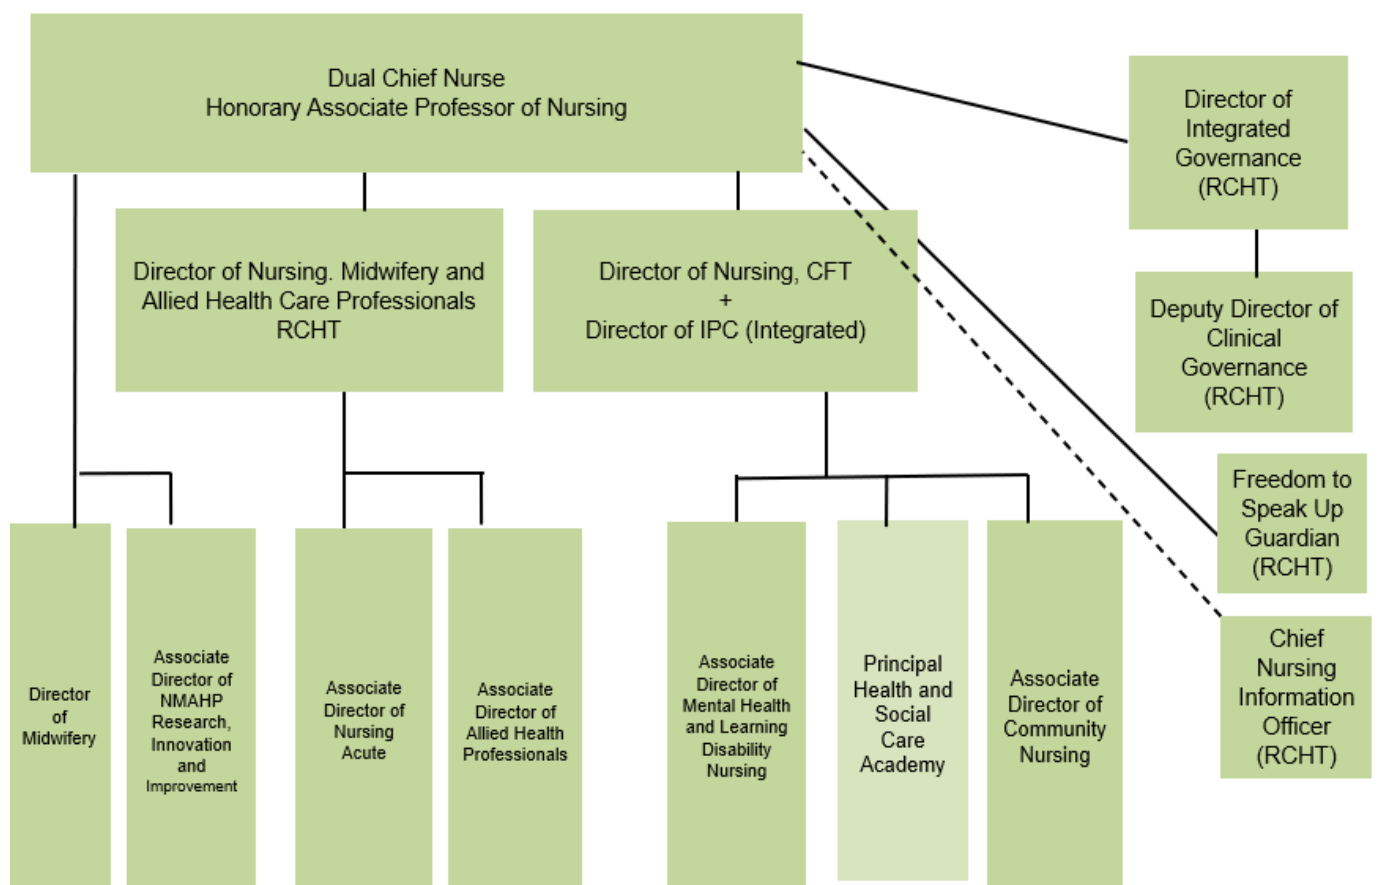 Dual Chief Nurse
Honorary Associate Professor of Nursing
Director of
Integrated
Governance
(RCHT)
Director of Nursing. Midwifery and
Allied Health Care Professionals
RCHT
Director of Nursing, CFT
+
Director of IPC (Integrated)
Deputy Director of
Clinical
Governance
(RCHT)
Freedom to
Speak Up
Guardian
(RCHT)
Director
of
Midwifery
Associate
Director of
NMAHP
Research,
Innovation
and
Improvement
Associate
Director of
Nursing
Acute
Associate
Director of
Allied Health
Professionals
Associate
Director of
Mental Health
and Learning
Disability
Nursing
Principal
Health and
Social
Care
Academy
Associate
Director of
Community
Nursing
Chief
Nursing
Information
Officer
(RCHT)